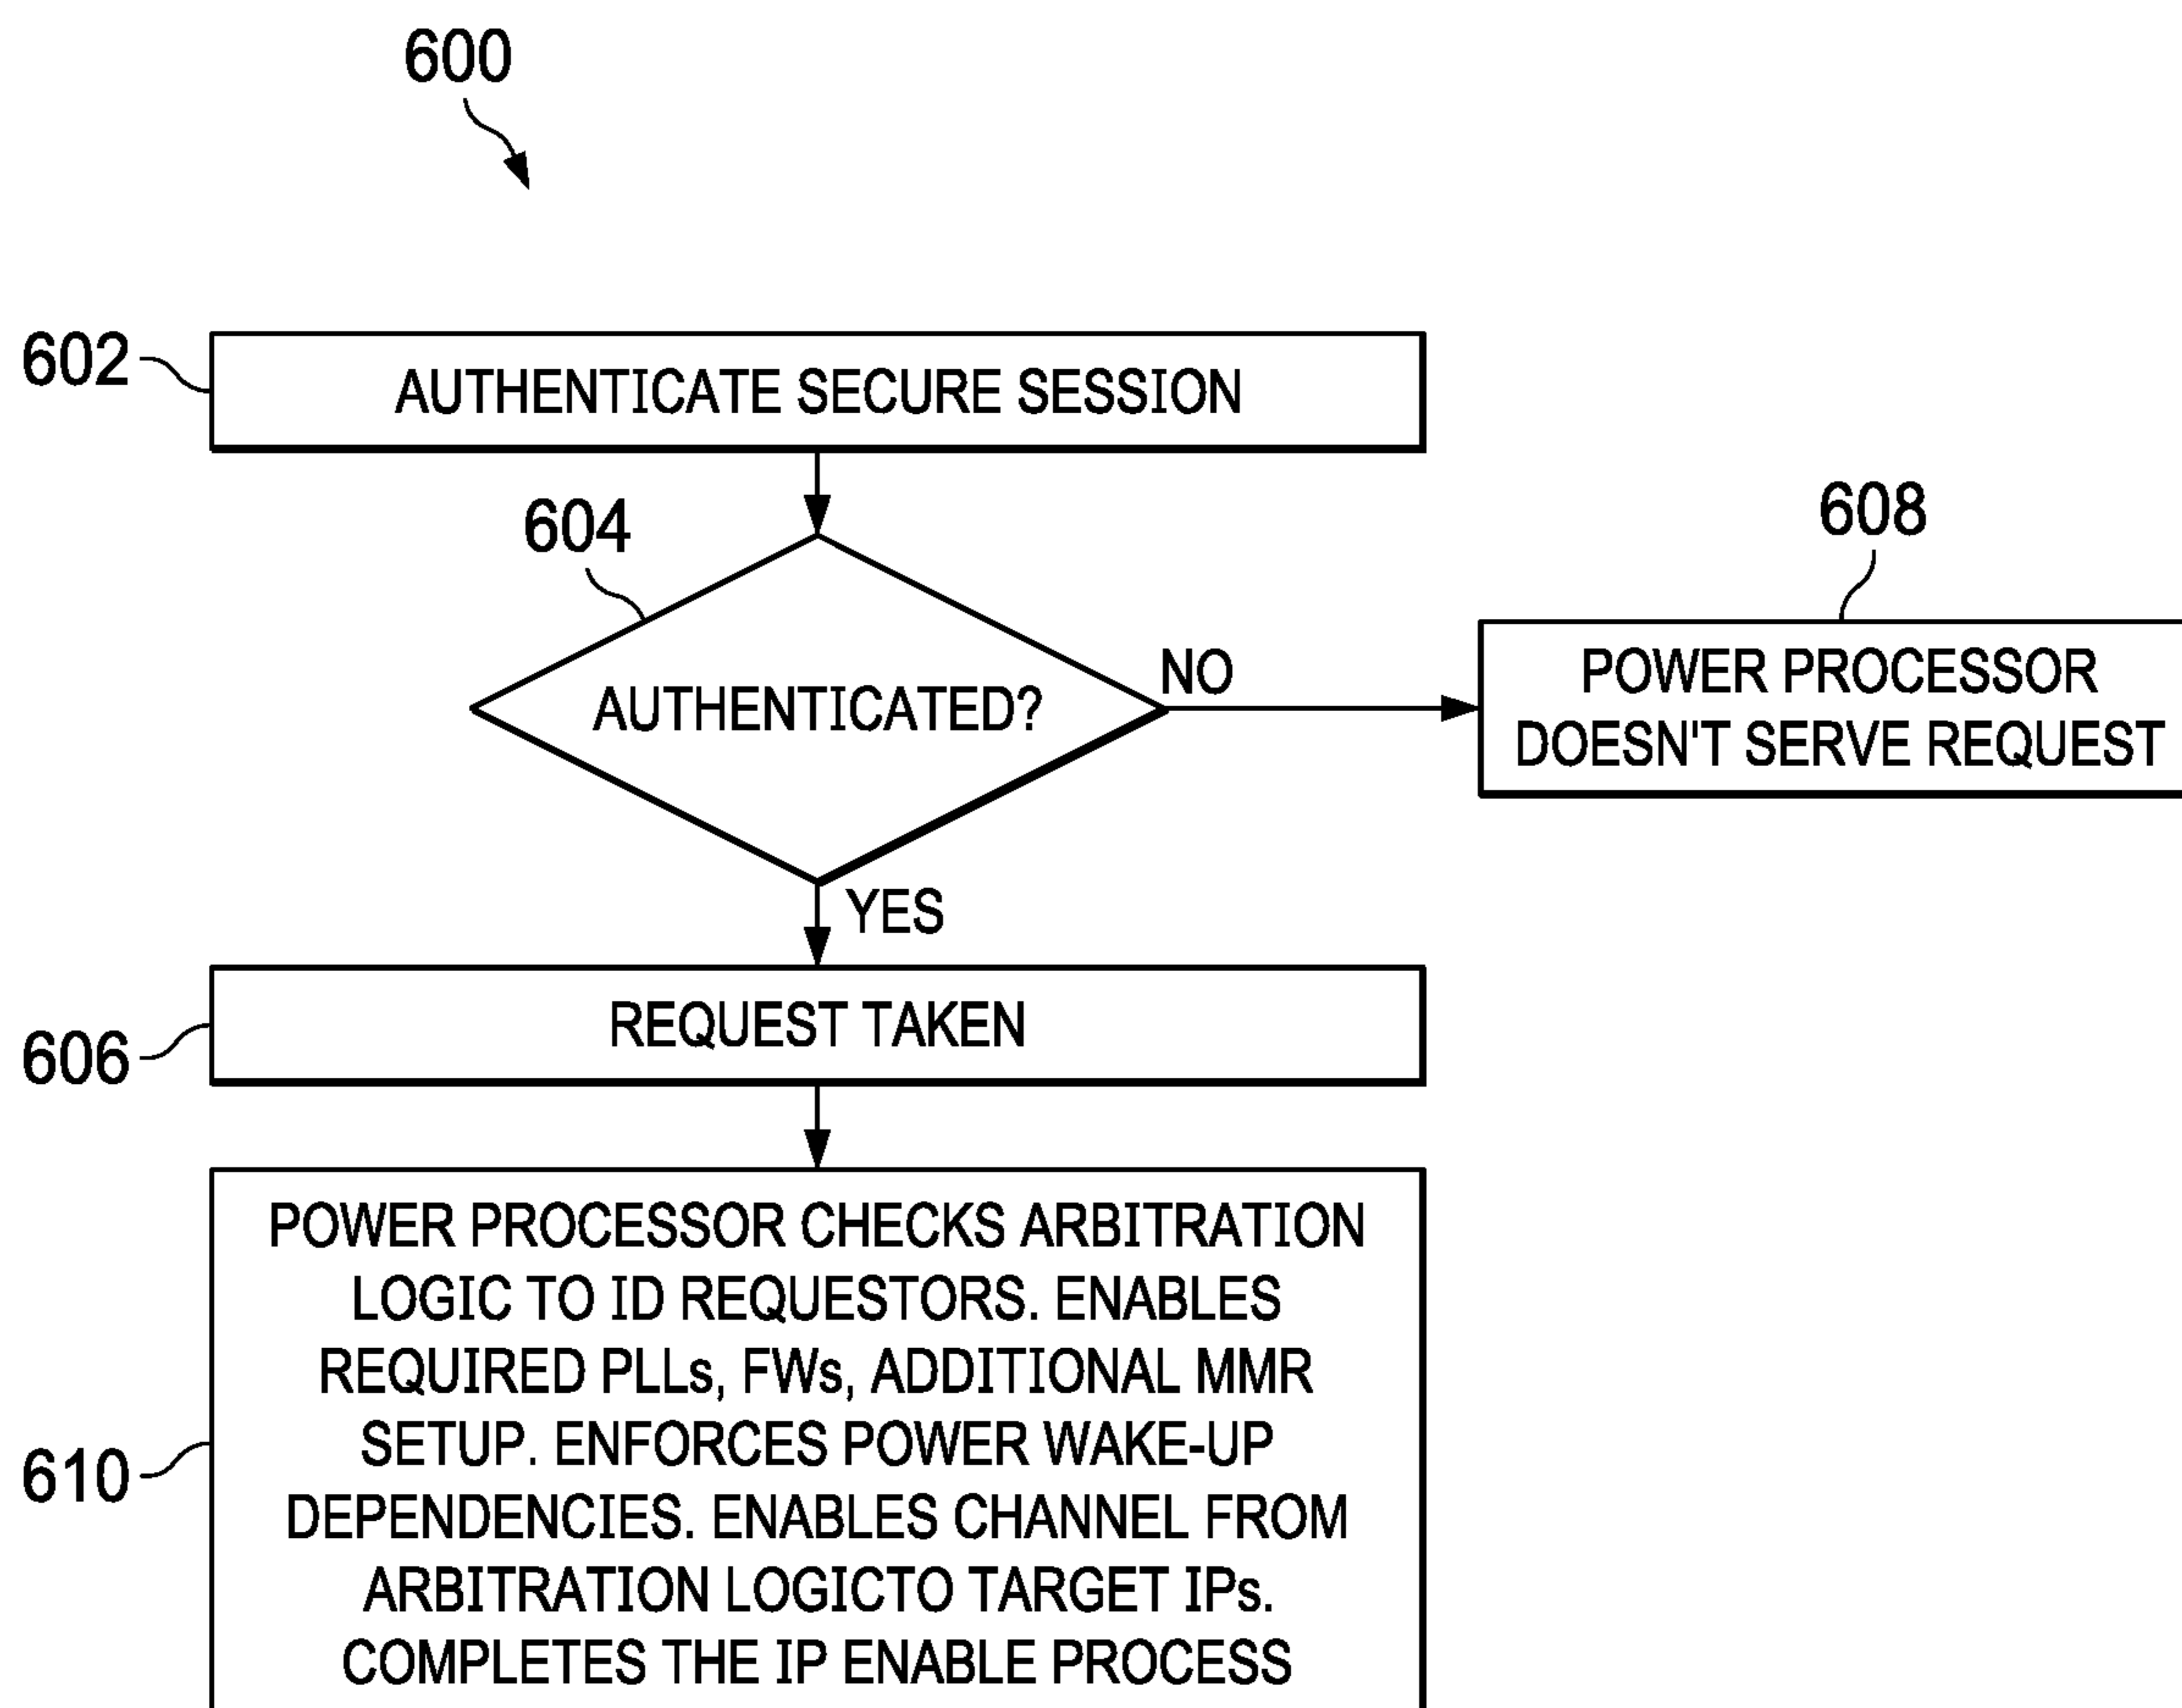 600
602
AUTHENTICATE SECURE SESSION
604
AUTHENTICATED?
NO
608
POWER PROCESSOR
DOESN'T SERVE REQUEST
YES
606
REQUEST TAKEN
610
POWER PROCESSOR CHECKS ARBITRATION
LOGIC TO ID REQUESTORS. ENABLES
REQUIRED PLLs, FWs, ADDITIONAL MMR
SETUP. ENFORCES POWER WAKE-UP
DEPENDENCIES. ENABLES CHANNEL FROM
ARBITRATION LOGICTO TARGET IPs.
COMPLETES THE IP ENABLE PROCESS